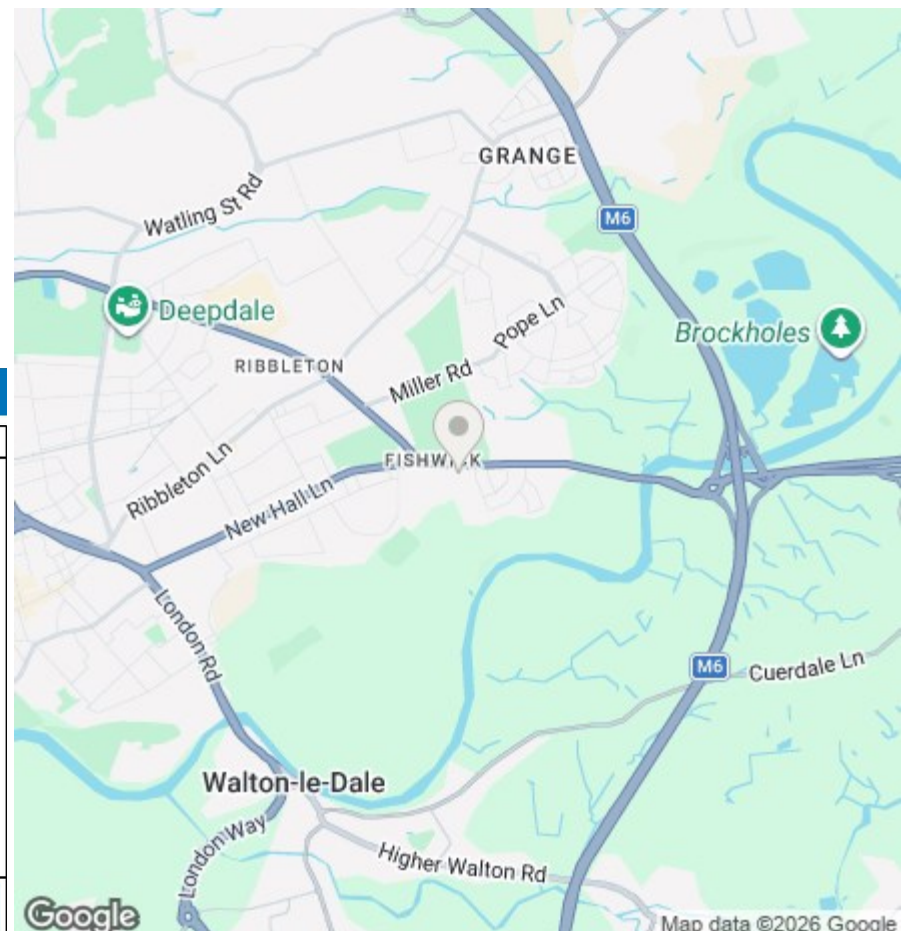 GRANGE
Watling St Rd
M6
Deepdale
Pope Ln
Brockholes
RIBBLETON
Miller Rd
Ribbleton Ln
FISHWICK
New Hall Ln
London Rd
M6
Cuerdale Ln
Walton-le-Dale
London Way
Higher Walton Rd
Google
Map data ©2026 Google